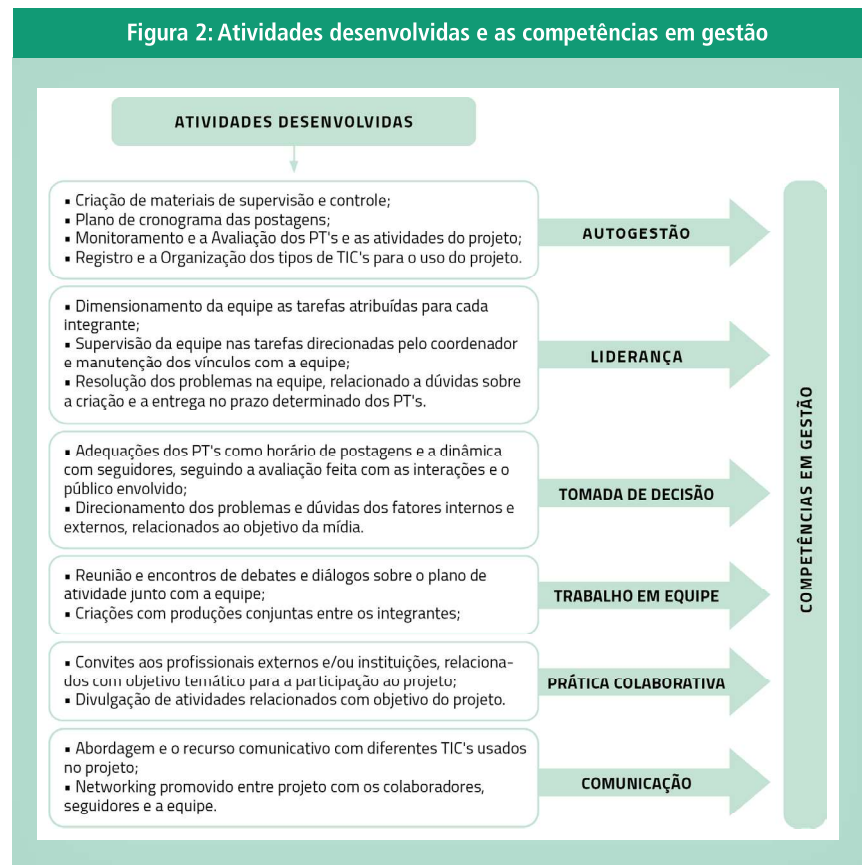 Figura 2: Atividades desenvolvidas e as competências em gestão
ATIVIDADES DESENVOLVIDAS
▪ Criação de materiais de supervisão e controle;
▪ Plano de cronograma das postagens;
▪ Monitoramento e a Avaliação dos PT's e as atividades do projeto;
▪ Registro e a Organização dos tipos de TIC's para o uso do projeto.
AUTOGESTÃO
▪ Dimensionamento da equipe as tarefas atribuídas para cada
integrante;
▪ Supervisão da equipe nas tarefas direcionadas pelo coordenador
e manutenção dos vínculos com a equipe;
▪ Resolução dos problemas na equipe, relacionado a dúvidas sobre
a criação e a entrega no prazo determinado dos PT's.
LIDERANÇA
▪ Adequações dos PT's como horário de postagens e a dinâmica
com seguidores, seguindo a avaliação feita com as interações e o
público envolvido;
▪ Direcionamento dos problemas e dúvidas dos fatores internos e
externos, relacionados ao objetivo da mídia.
TOMADA DE DECISÃO
▪ Reunião e encontros de debates e diálogos sobre o plano de
atividade junto com a equipe;
▪ Criações com produções conjuntas entre os integrantes;
TRABALHO EM EQUIPE
▪ Convites aos profissionais externos e/ou instituições, relaciona-
dos com objetivo temático para a participação ao projeto;
▪ Divulgação de atividades relacionados com objetivo do projeto.
PRÁTICA COLABORATIVA
▪ Abordagem e o recurso comunicativo com diferentes TIC's usados
no projeto;
▪ Networking promovido entre projeto com os colaboradores,
seguidores e a equipe.
COMUNICAÇÃO
COMPETÊNCIAS EM GESTÃO